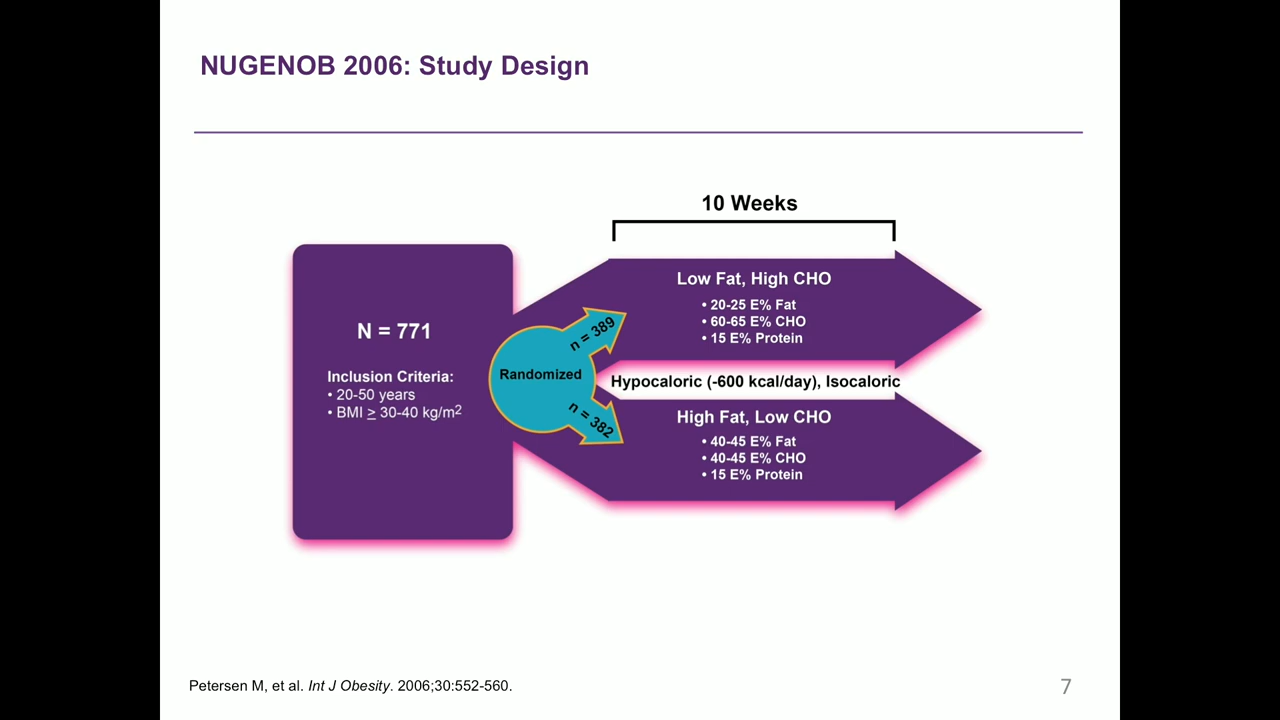 NUGENOB 2006: Study Design
10 Weeks
N = 771
Inclusion Criteria:
• 20-50 years
• BMI ≥ 30-40 kg/m²
Randomized
n = 389
n = 382
Low Fat, High CHO
• 20-25 E% Fat
• 60-65 E% CHO
• 15 E% Protein
Hypocaloric (-600 kcal/day), Isocaloric
High Fat, Low CHO
• 40-45 E% Fat
• 40-45 E% CHO
• 15 E% Protein
Petersen M, et al. Int J Obesity. 2006;30:552-560.
7